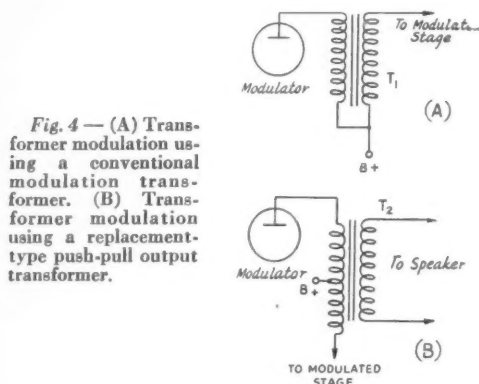 Fig. 4 — (A) Trans-
former modulation us-
ing a conventional
modulation trans-
former. (B) Trans-
former modulation
using a replacement-
type push-pull output
transformer.
To Modulated
Stage
Modulator
T1
(A)
B+
T2
Modulator
B+
To Speaker
(B)
TO MODULATED
STAGE